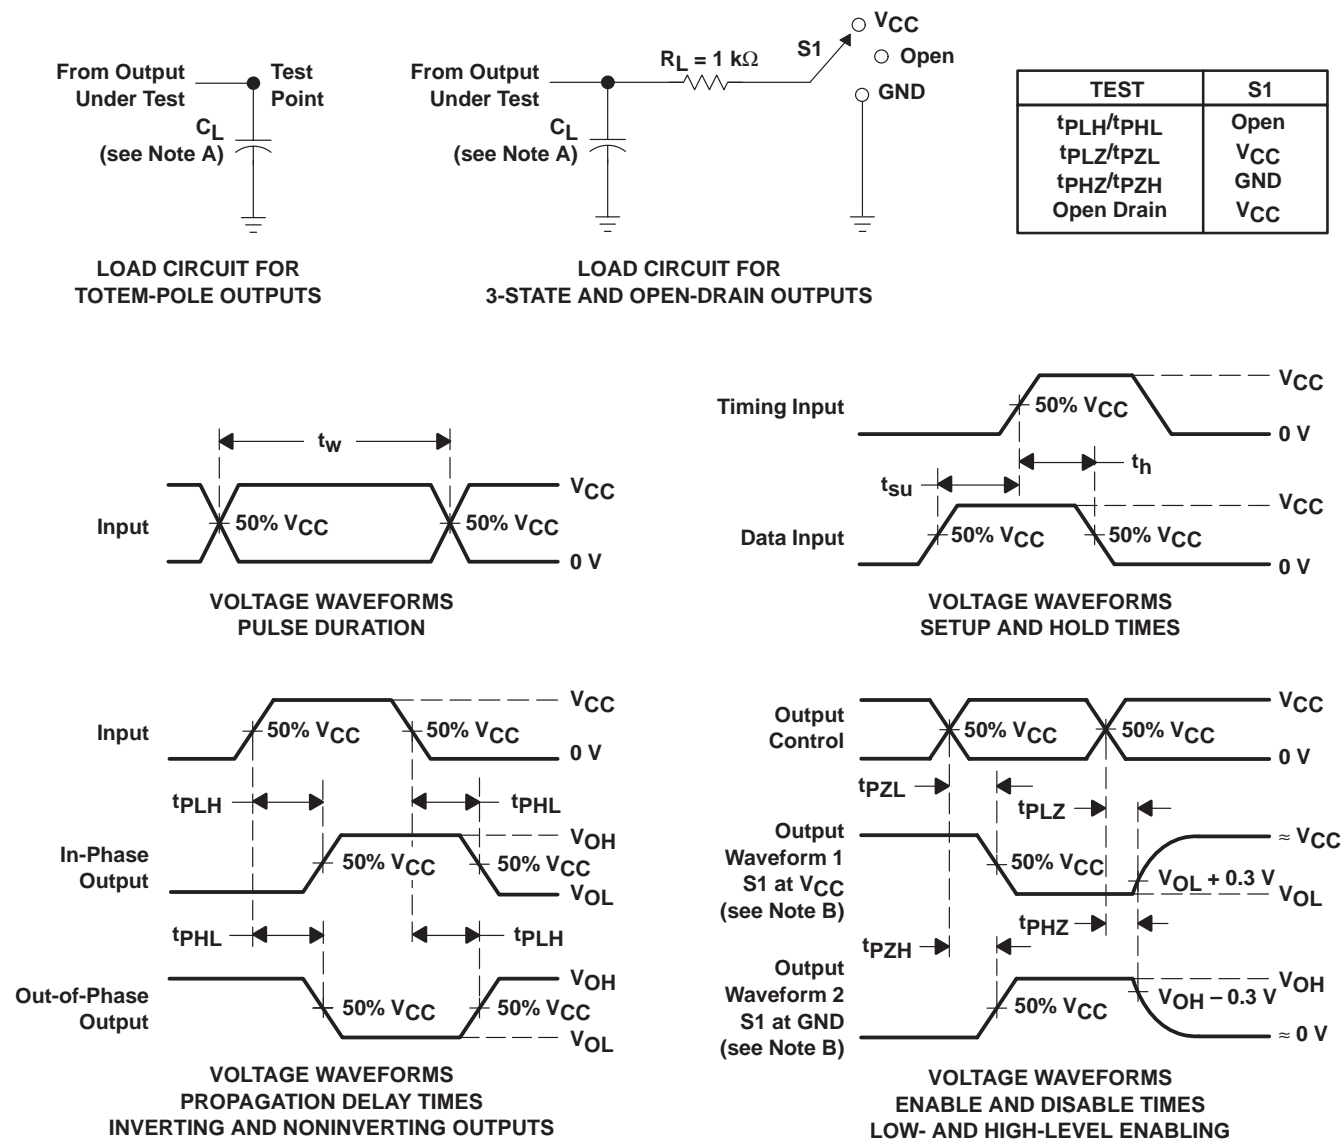 From Output
Under Test
Test
Point
CL
(see Note A)
LOAD CIRCUIT FOR
TOTEM-POLE OUTPUTS
From Output
Under Test
RL = 1 kΩ
S1
VCC
Open
GND
CL
(see Note A)
LOAD CIRCUIT FOR
3-STATE AND OPEN-DRAIN OUTPUTS
TEST S1
tPLH/tPHL Open
tPLZ/tPZL VCC
tPHZ/tPZH GND
Open Drain VCC
tw
Input
50% VCC
50% VCC
VCC
0 V
VOLTAGE WAVEFORMS
PULSE DURATION
Timing Input
50% VCC
VCC
0 V
th
tsu
Data Input
50% VCC
50% VCC
VCC
0 V
VOLTAGE WAVEFORMS
SETUP AND HOLD TIMES
Input
50% VCC
50% VCC
VCC
0 V
tPLH
tPHL
In-Phase
Output
50% VCC
50% VCC
VOH
VOL
tPHL
tPLH
Out-of-Phase
Output
50% VCC
50% VCC
VOH
VOL
VOLTAGE WAVEFORMS
PROPAGATION DELAY TIMES
INVERTING AND NONINVERTING OUTPUTS
Output
Control
50% VCC
50% VCC
VCC
0 V
tPZL
tPLZ
Output
Waveform 1
S1 at VCC
(see Note B)
50% VCC
≈ VCC
VOL + 0.3 V
VOL
tPHZ
tPZH
Output
Waveform 2
S1 at GND
(see Note B)
50% VCC
VOH
VOH – 0.3 V
≈ 0 V
VOLTAGE WAVEFORMS
ENABLE AND DISABLE TIMES
LOW- AND HIGH-LEVEL ENABLING